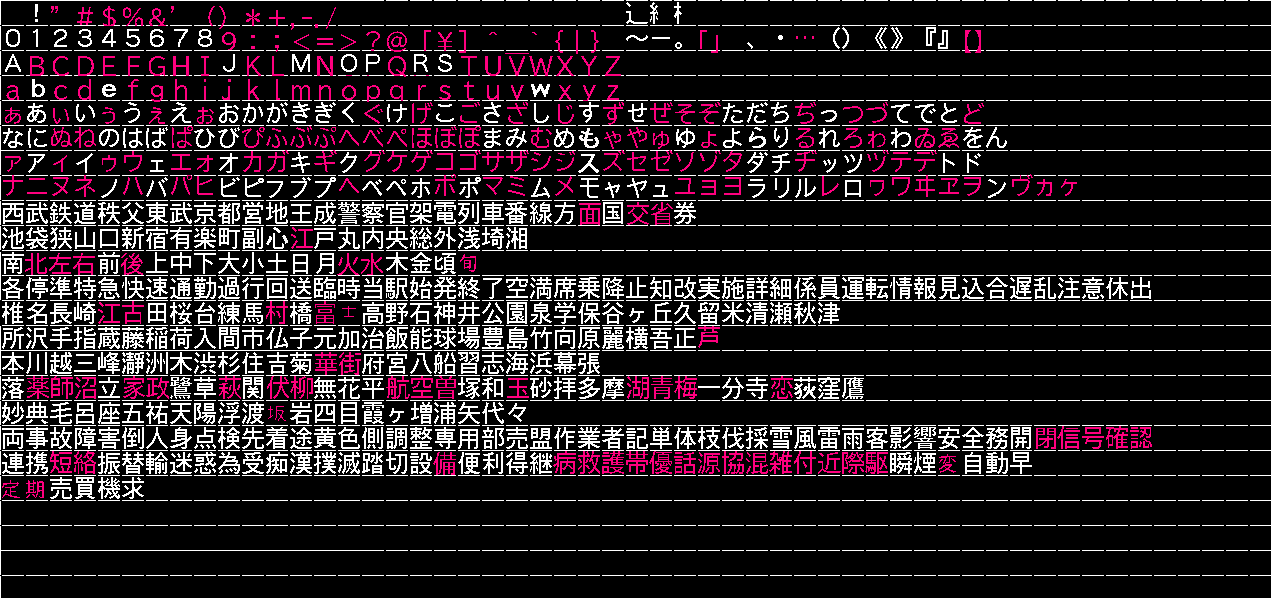 !”#$%&’()*+,-./ 辶糹扌
0123456789:;<=>?@[¥]^_`{|}～ー。「」、・…()《》『』【】
ABCDEFGHIJKLMNOPQRSTUVWXYZ
abcdefghijklmnopqrstuvwxyz
ぁあぃいぅうぇえぉおかがきぎくぐけげこごさざしじすずせぜそぞただちぢっつづてでとど
なにぬねのはばぱひびぴふぶぷへべぺほぼぽまみむめもゃやゅゆょよらりるれろゎわゐゑをん
ァアィイゥウェエォオカガキギクグケゲコゴサザシジスズセゼソゾタダチヂッツヅテデトド
ナニヌネノハバパヒビピフブプヘベペホボポマミムメモャヤュユョヨラリルレロヮワヰヱヲンヴヵヶ
西武鉄道秩父東武京都営地王成警察官架電列車番線方面国交省券
池袋狭山口新宿有楽町副心江戸丸内央総外浅埼湘
南北左右前後上中下大小土日月火水木金頃旬
各停準特急快速通勤過行回送臨時当駅始発終了空満席乗降止知改実施詳細係員運転情報見込合遅乱注意休出
椎名長崎江古田桜台練馬村橋富士高野石神井公園泉学保谷ヶ丘久留米清瀬秋津
所沢手指蔵藤稲荷入間市仏子元加治飯能球場豊島竹向原麗横吾正芦
本川越三峰瀞洲木渋杉住吉菊華街府宮八船習志海浜幕張
落薬師沼立家政鷺草萩関伏柳無花平航空曽塚和玉砂拝多摩湖青梅一分寺恋荻窪鷹
妙典毛呂座五祐天陽浮渡坂岩四目霞ヶ増浦矢代々
両事故障害倒人身点検先着途黄色側調整専用部売盟作業者記単体枝伐採雪風雷雨客影響安全務開閉信号確認
連携短絡振替輸迷惑為受痴漢撲滅踏切設備便利得継病救護帯優話源協混雑付近際駆瞬煙変自動早
定期売買機求